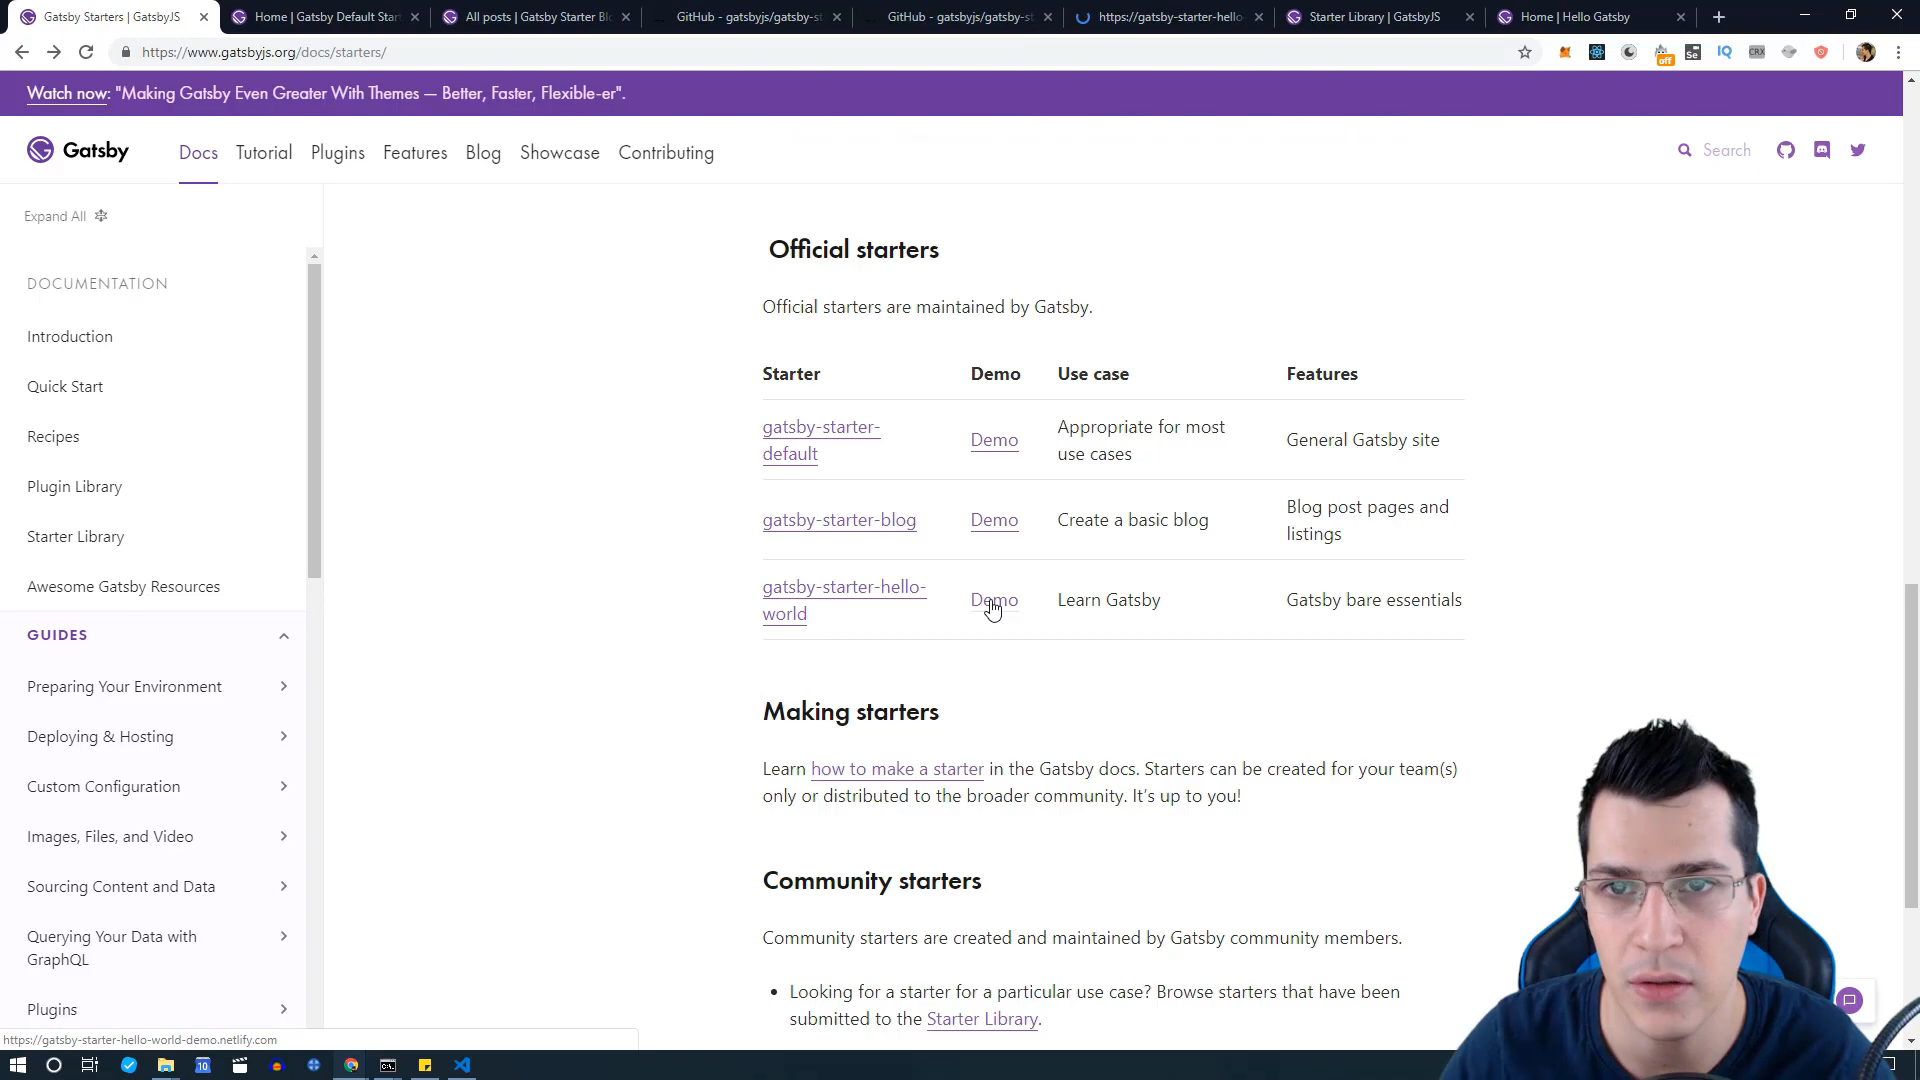 Gatsby Starters | GatsbyJS
Home | Gatsby Default Star
All posts | Gatsby Starter Bl
GitHub - gatsbyjs/gatsby-st
GitHub - gatsbyjs/gatsby-st
https://gatsby-starter-hello-
Starter Library | GatsbyJS
Home | Hello Gatsby
https://www.gatsbyjs.org/docs/starters/
off
Se
IQ
CRX
Watch now: "Making Gatsby Even Greater With Themes — Better, Faster, Flexible-er".
Gatsby
Docs
Tutorial
Plugins
Features
Blog
Showcase
Contributing
Search
Expand All
DOCUMENTATION
Introduction
Quick Start
Recipes
Plugin Library
Starter Library
Awesome Gatsby Resources
GUIDES
Preparing Your Environment
Deploying & Hosting
Custom Configuration
Images, Files, and Video
Sourcing Content and Data
Querying Your Data with
GraphQL
Plugins
Official starters
Official starters are maintained by Gatsby.
Starter Demo Use case Features
gatsby-starter-
default
Demo
Appropriate for most
use cases
General Gatsby site
gatsby-starter-blog
Demo
Create a basic blog
Blog post pages and
listings
gatsby-starter-hello-
world
Demo
Learn Gatsby
Gatsby bare essentials
Making starters
Learn how to make a starter in the Gatsby docs. Starters can be created for your team(s)
only or distributed to the broader community. It's up to you!
Community starters
Community starters are created and maintained by Gatsby community members.
• Looking for a starter for a particular use case? Browse starters that have been
submitted to the Starter Library.
https://gatsby-starter-hello-world-demo.netlify.com
10